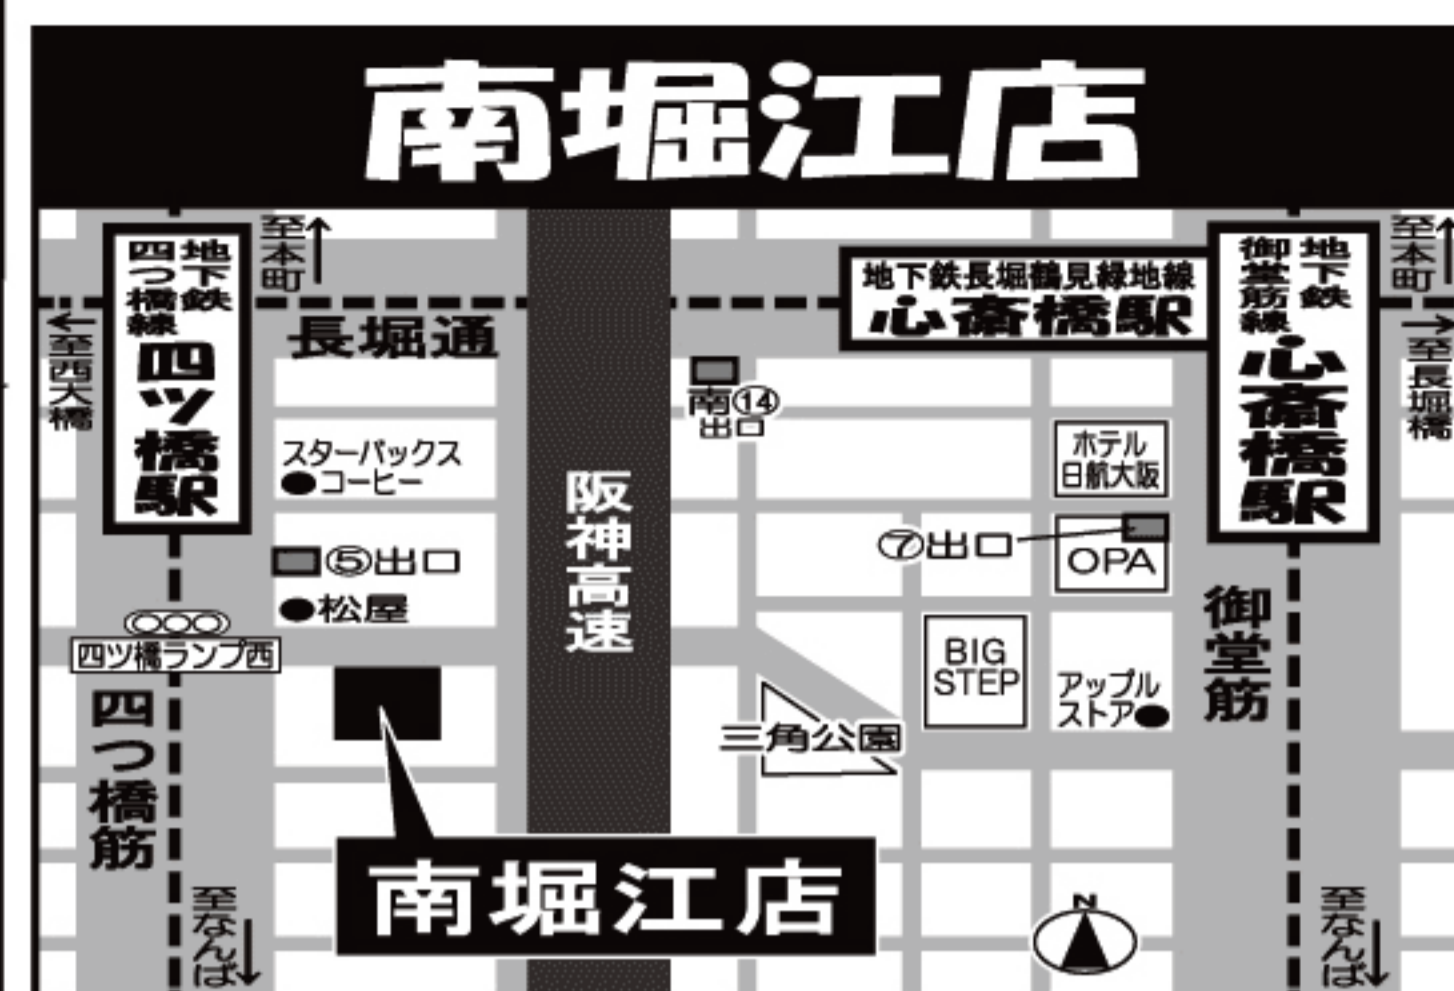 南堀江店
地下鉄
四つ橋線
四ツ橋駅
至本町
至西大橋
長堀通
地下鉄長堀鶴見緑地線
心斎橋駅
地下鉄
御堂筋線
心斎橋駅
至本町
至長堀橋
南⑭
出口
スターバックス
コーヒー
⑤出口
松屋
四ツ橋ランプ西
四つ橋筋
阪神高速
ホテル
日航大阪
⑦出口
OPA
BIG
STEP
アップル
ストア
御堂筋
三角公園
南堀江店
至なんば
N
至なんば